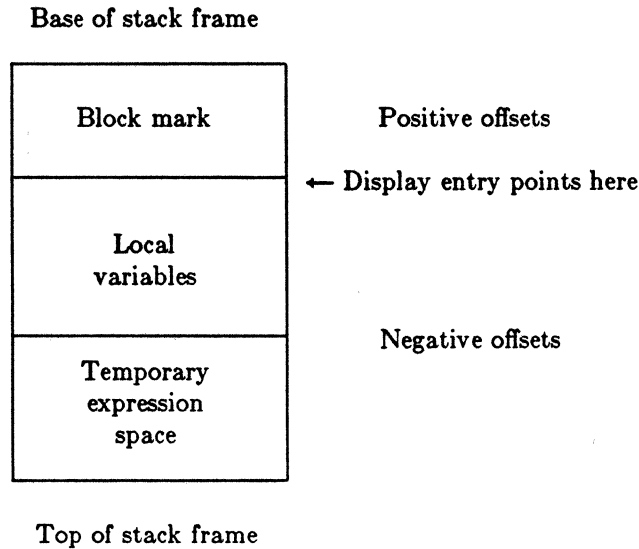 Base of stack frame
Block mark
Positive offsets
← Display entry points here
Local
variables
Negative offsets
Temporary
expression
space
Top of stack frame